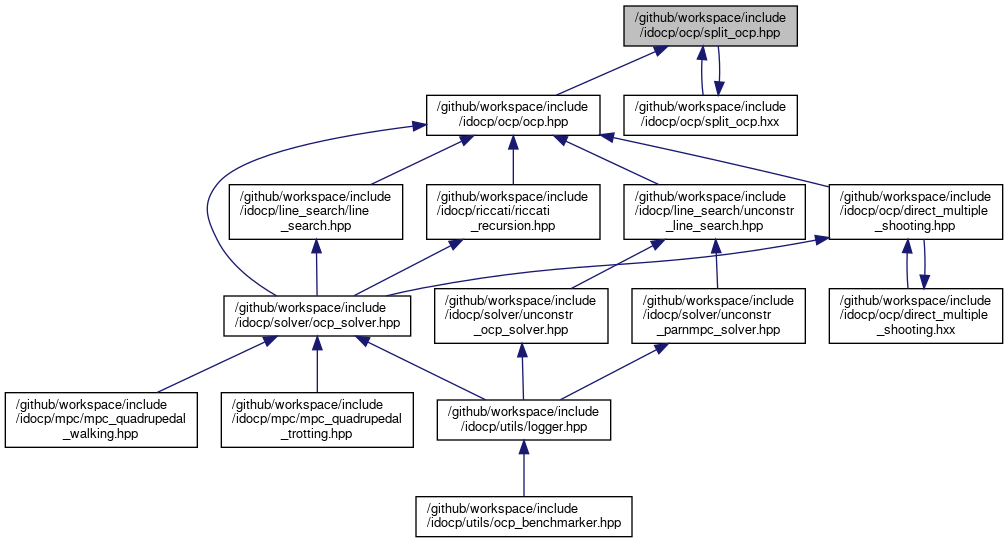 /github/workspace/include
/idocp/ocp/split_ocp.hpp
/github/workspace/include
/idocp/ocp/ocp.hpp
/github/workspace/include
/idocp/ocp/split_ocp.hxx
/github/workspace/include
/idocp/line_search/line
_search.hpp
/github/workspace/include
/idocp/riccati/riccati
_recursion.hpp
/github/workspace/include
/idocp/line_search/unconstr
_line_search.hpp
/github/workspace/include
/idocp/ocp/direct_multiple
_shooting.hpp
/github/workspace/include
/idocp/solver/ocp_solver.hpp
/github/workspace/include
/idocp/solver/unconstr
_ocp_solver.hpp
/github/workspace/include
/idocp/solver/unconstr
_parnmpc_solver.hpp
/github/workspace/include
/idocp/ocp/direct_multiple
_shooting.hxx
/github/workspace/include
/idocp/mpc/mpc_quadrupedal
_walking.hpp
/github/workspace/include
/idocp/mpc/mpc_quadrupedal
_trotting.hpp
/github/workspace/include
/idocp/utils/logger.hpp
/github/workspace/include
/idocp/utils/ocp_benchmarker.hpp